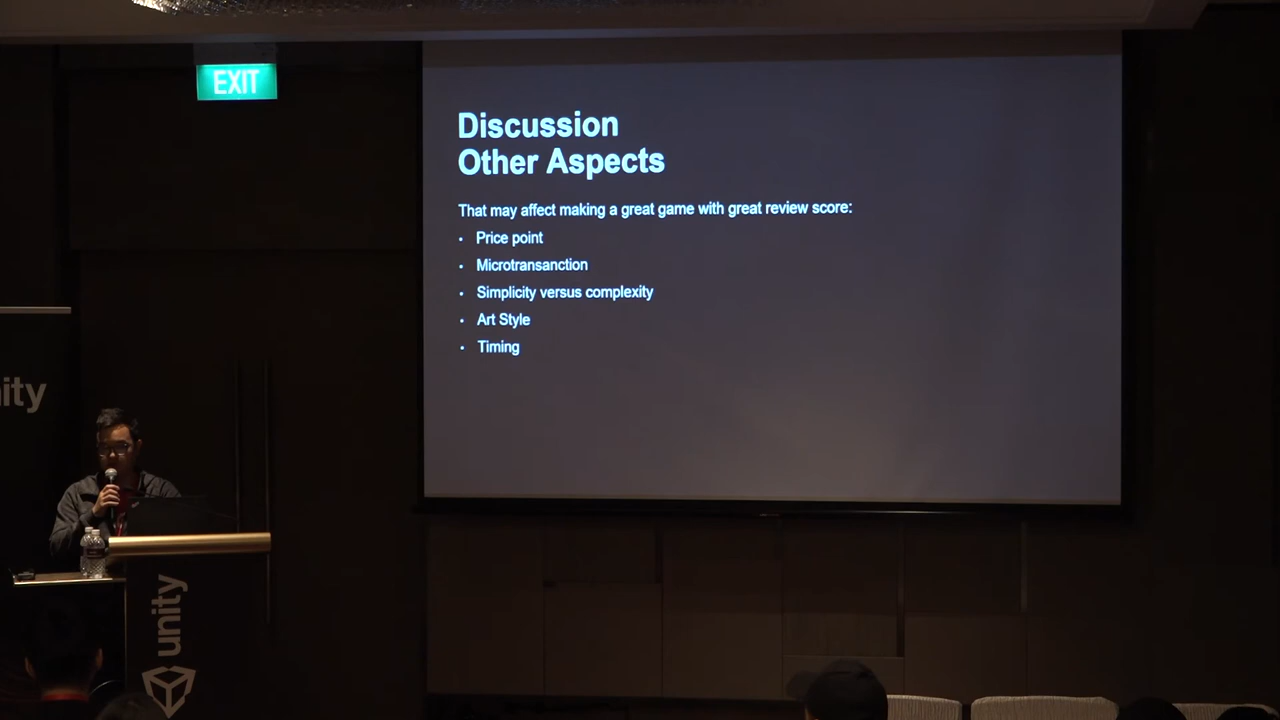 EXIT
Discussion
Other Aspects
That may affect making a great game with great review score:
• Price point
• Microtransanction
• Simplicity versus complexity
• Art Style
• Timing
ity
unity